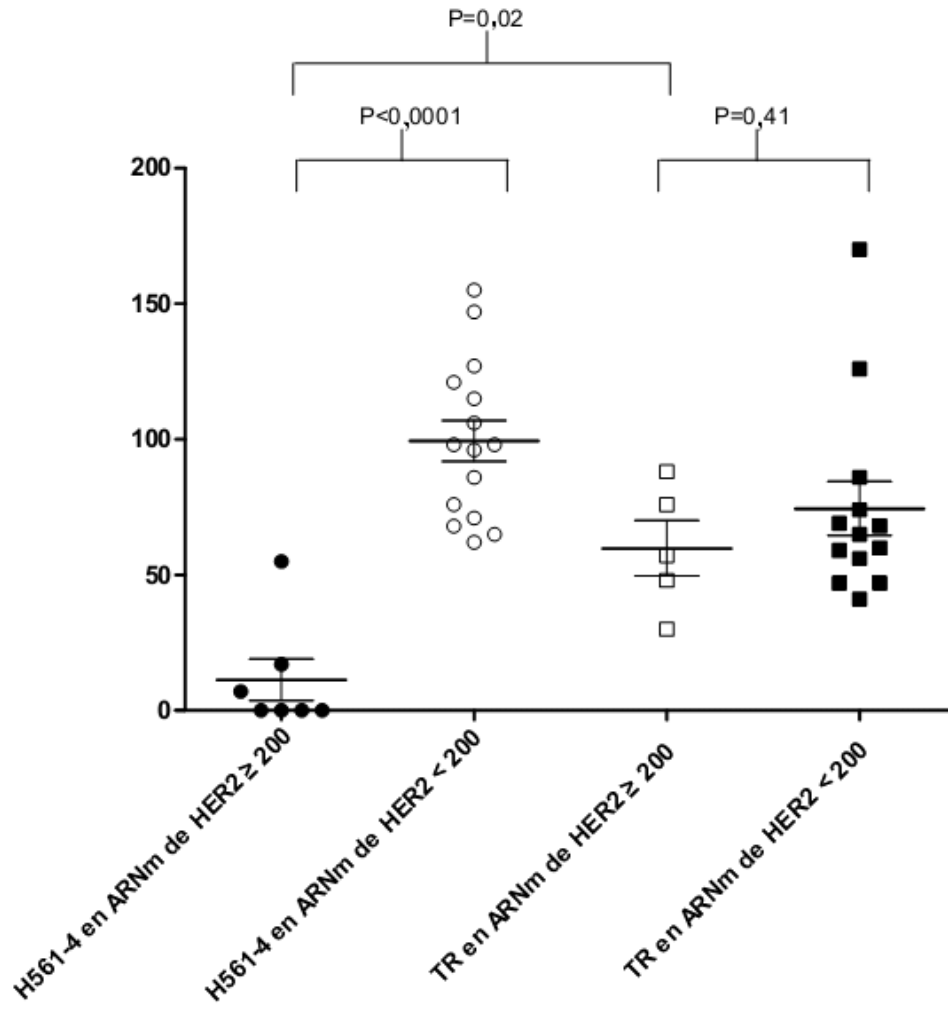 P=0,02
P<0,0001
P=0,41
200
150
100
50
0
H561-4 en ARNm de HER2 ≥ 200
H561-4 en ARNm de HER2 < 200
TR en ARNm de HER2 ≥ 200
TR en ARNm de HER2 < 200